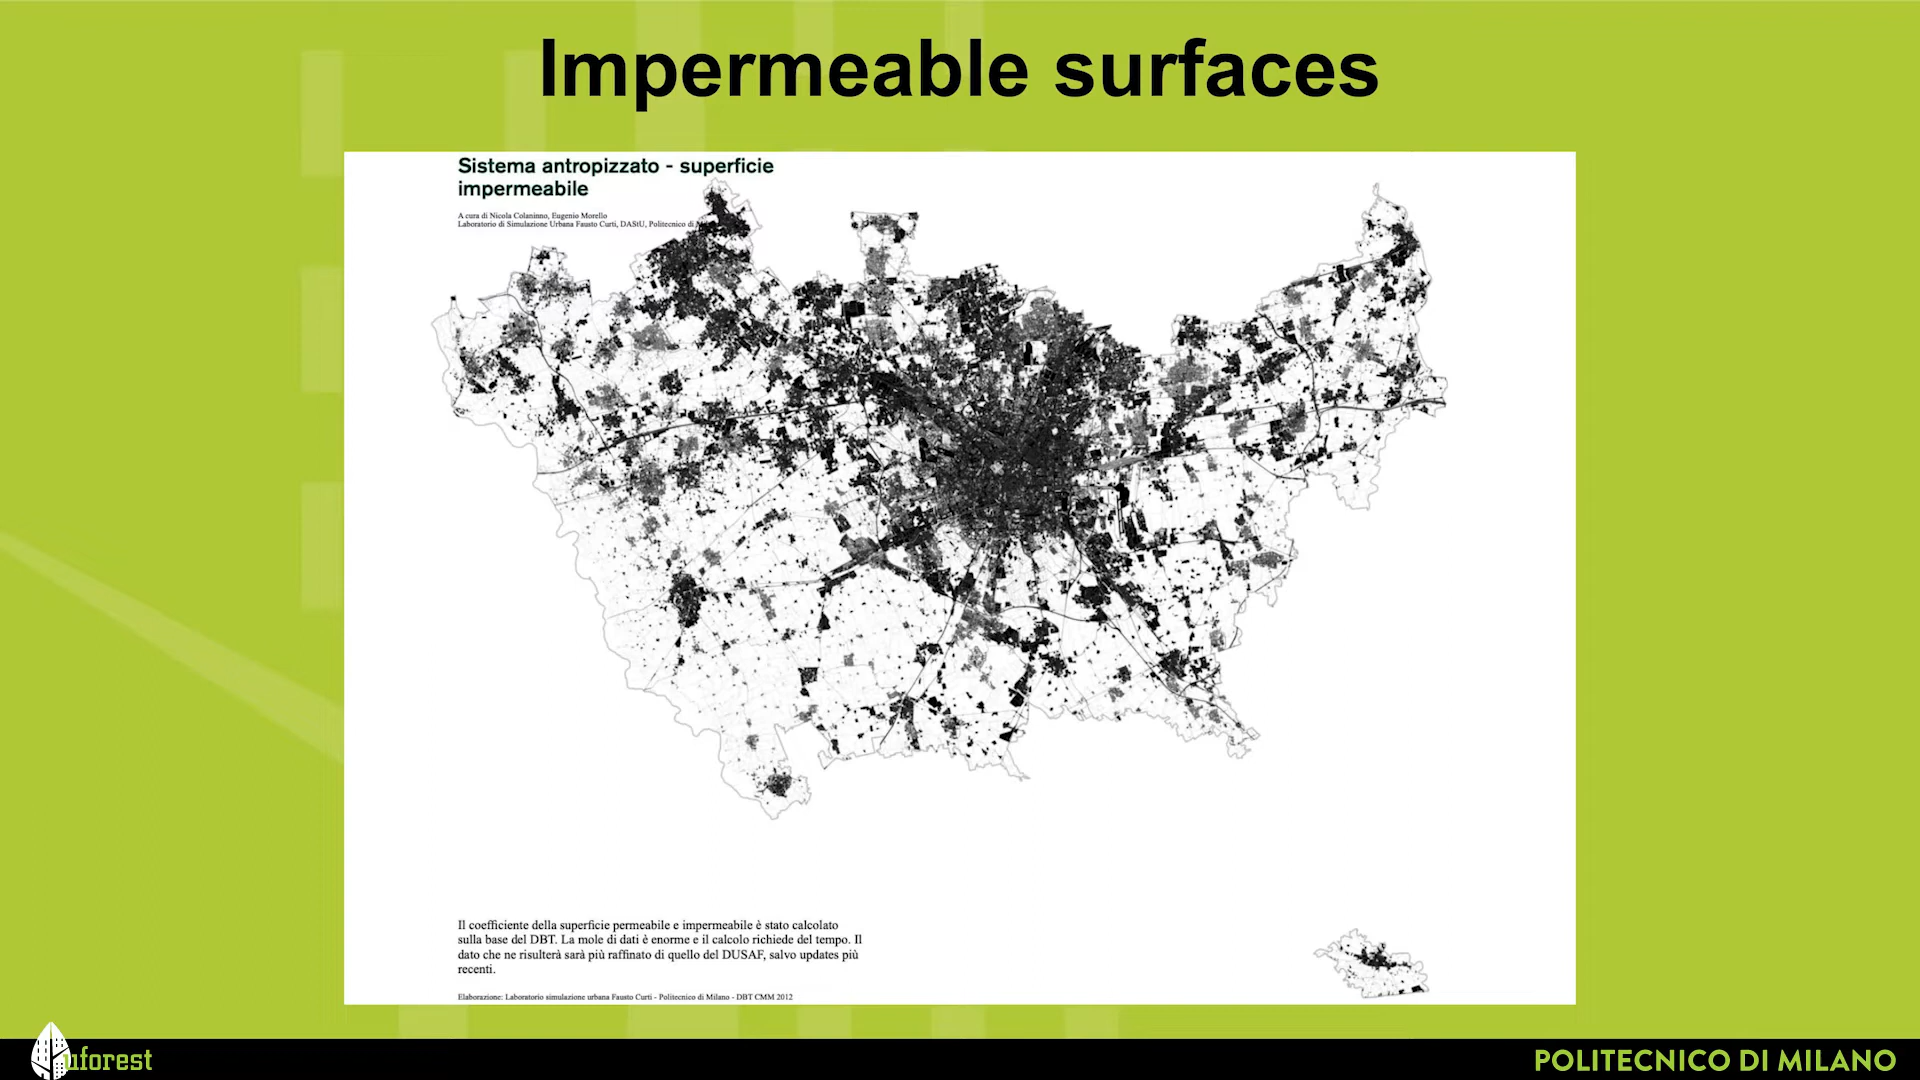 Impermeable surfaces
Sistema antropizzato - superficie
impermeabile
A cura di Nicola Colaninno, Eugenio Morello
Laboratorio di Simulazione Urbana Fausto Curti, DAStU, Politecnico di
Il coefficiente della superficie permeabile e impermeabile è stato calcolato
sulla base del DBT. La mole di dati è enorme e il calcolo richiede del tempo. Il
dato che ne risulterà sarà più raffinato di quello del DUSAF, salvo updates più
recenti.
Elaborazione: Laboratorio simulazione urbana Fausto Curti - Politecnico di Milano - DBT CMM 2012
uforest
POLITECNICO DI MILANO